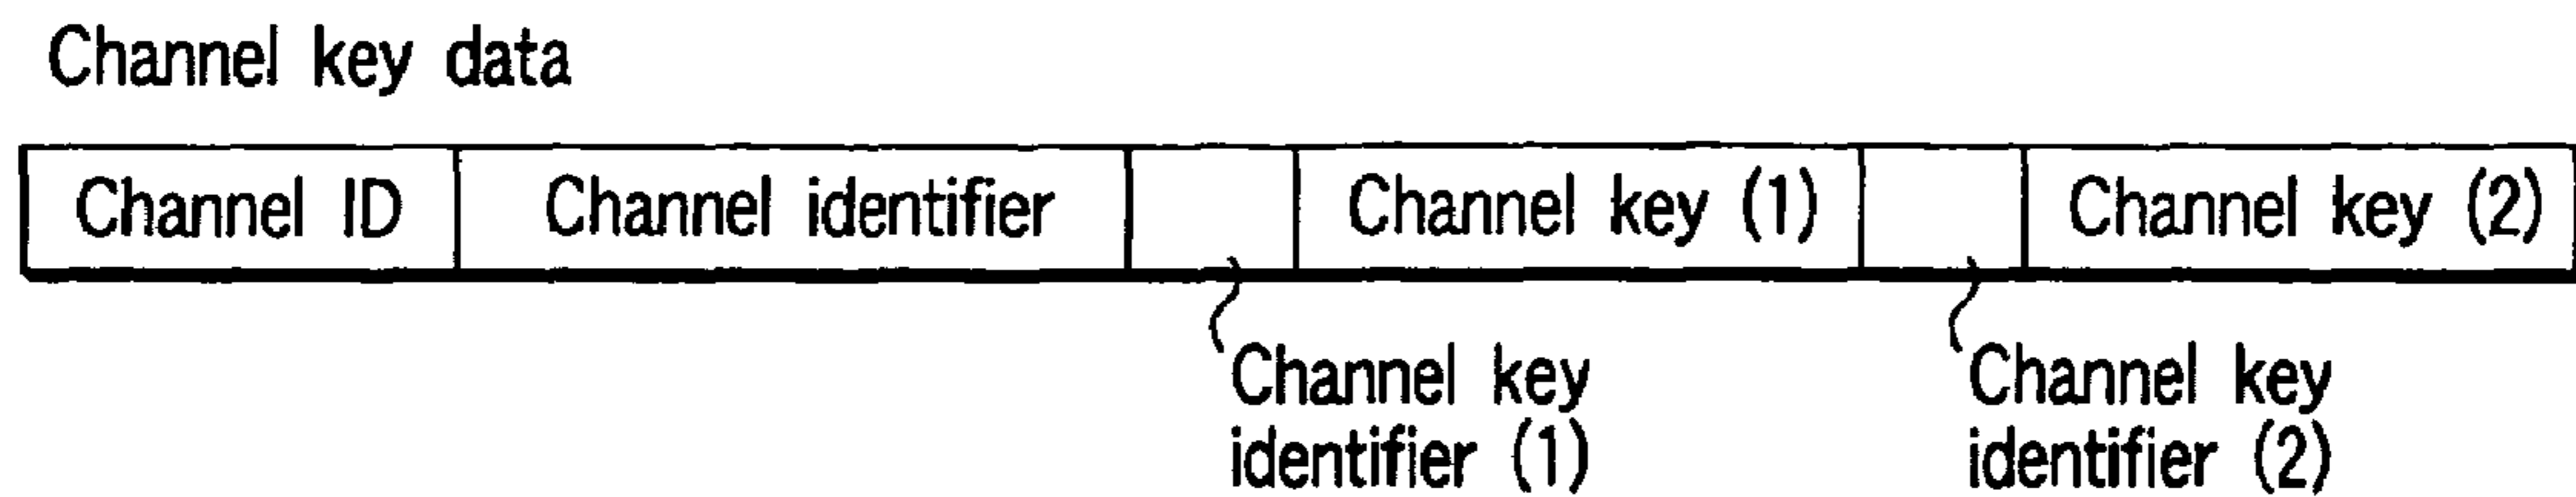 Channel key data
Channel ID Channel identifier Channel key (1) Channel key (2)
Channel key identifier (1)
Channel key identifier (2)